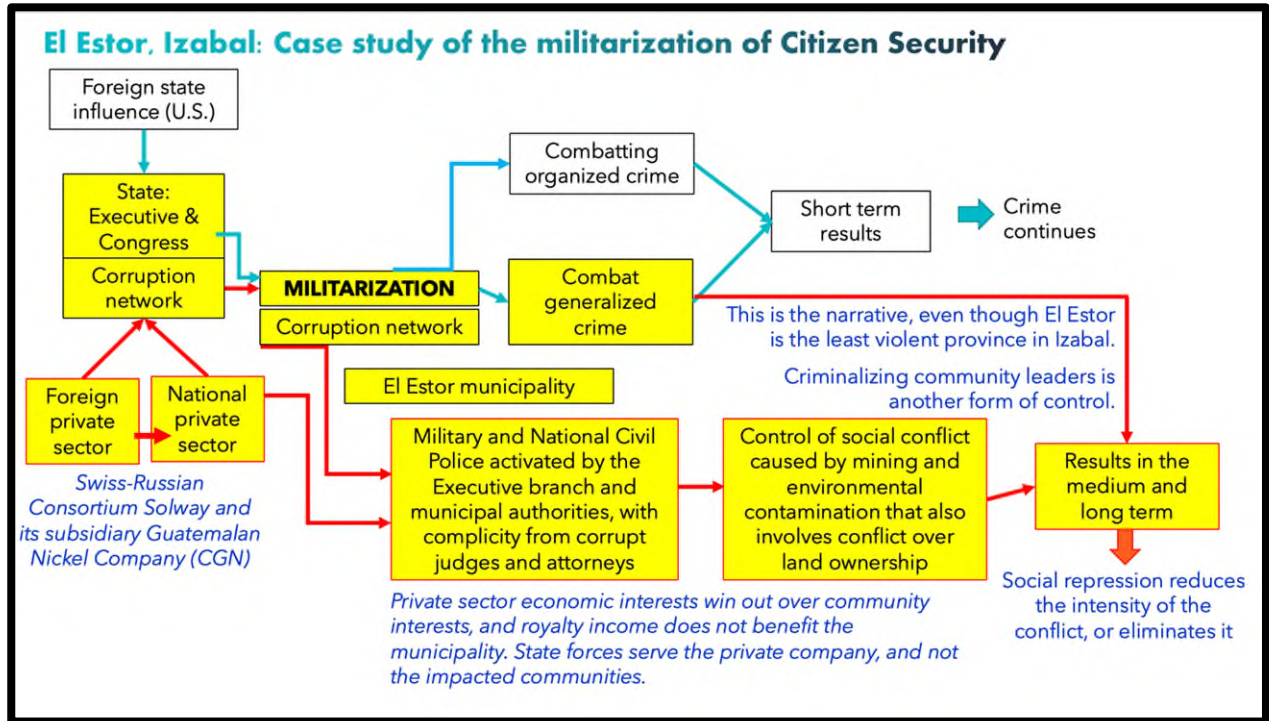 El Estor, Izabal: Case study of the militarization of Citizen Security
Foreign state
influence (U.S.)
State:
Executive &
Congress
Corruption
network
Foreign
private
sector
National
private
sector
Swiss-Russian
Consortium Solway and
its subsidiary Guatemalan
Nickel Company (CGN)
MILITARIZATION
Corruption network
Combatting
organized crime
Combat
generalized
crime
Short term
results
Crime
continues
This is the narrative, even though El Estor
is the least violent province in Izabal.
Criminalizing community leaders is
another form of control.
El Estor municipality
Military and National Civil
Police activated by the
Executive branch and
municipal authorities, with
complicity from corrupt
judges and attorneys
Control of social conflict
caused by mining and
environmental
contamination that also
involves conflict over
land ownership
Results in the
medium and
long term
Social repression reduces
the intensity of the
conflict, or eliminates it
Private sector economic interests win out over community
interests, and royalty income does not benefit the
municipality. State forces serve the private company, and not
the impacted communities.